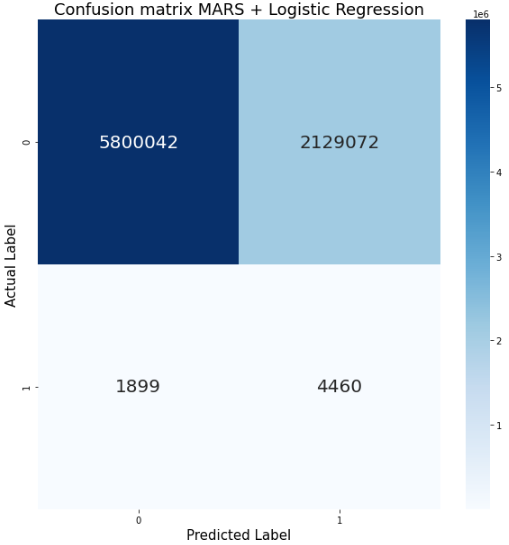 Confusion matrix MARS + Logistic Regression
1e6
5800042 2129072
0
5
4
3
Actual Label
2
1899 4460
1
1
0 1
Predicted Label